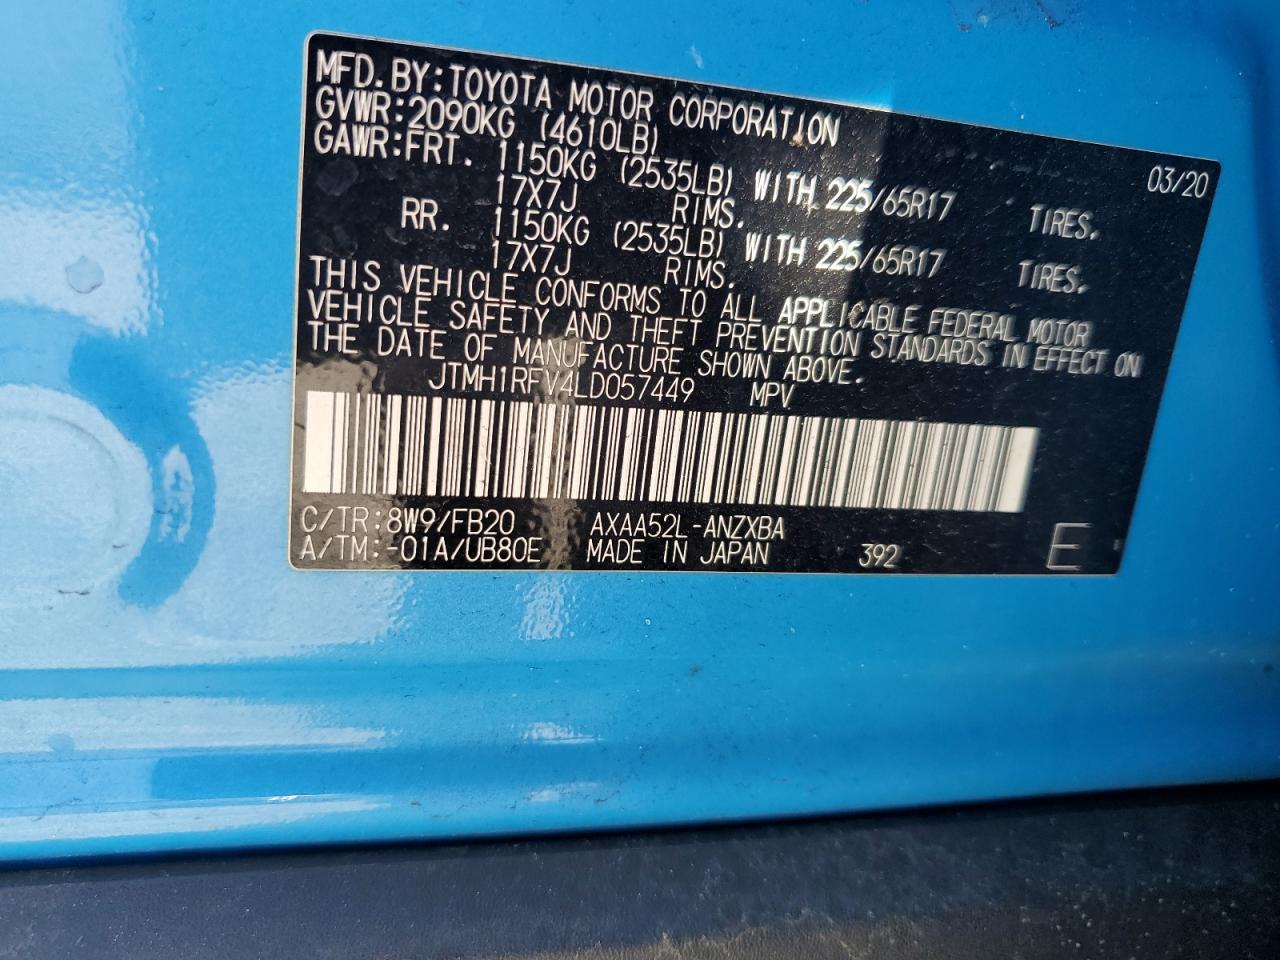 MFD.BY:TOYOTA MOTOR CORPORATION 03/20
GVWR:2090KG (4610LB)
GAWR:FRT. 1150KG (2535LB) WITH 225/65R17 TIRES.
17X7J RIMS.
RR. 1150KG (2535LB) WITH 225/65R17 TIRES.
17X7J RIMS.
THIS VEHICLE CONFORMS TO ALL APPLICABLE FEDERAL MOTOR
VEHICLE SAFETY AND THEFT PREVENTION STANDARDS IN EFFECT ON
THE DATE OF MANUFACTURE SHOWN ABOVE.
JTMH1RFV4LD057449 MPV
C/TR:8W9/FB20 AXAA52L-ANZXBA
A/TM:-01A/UB80E MADE IN JAPAN 392 E